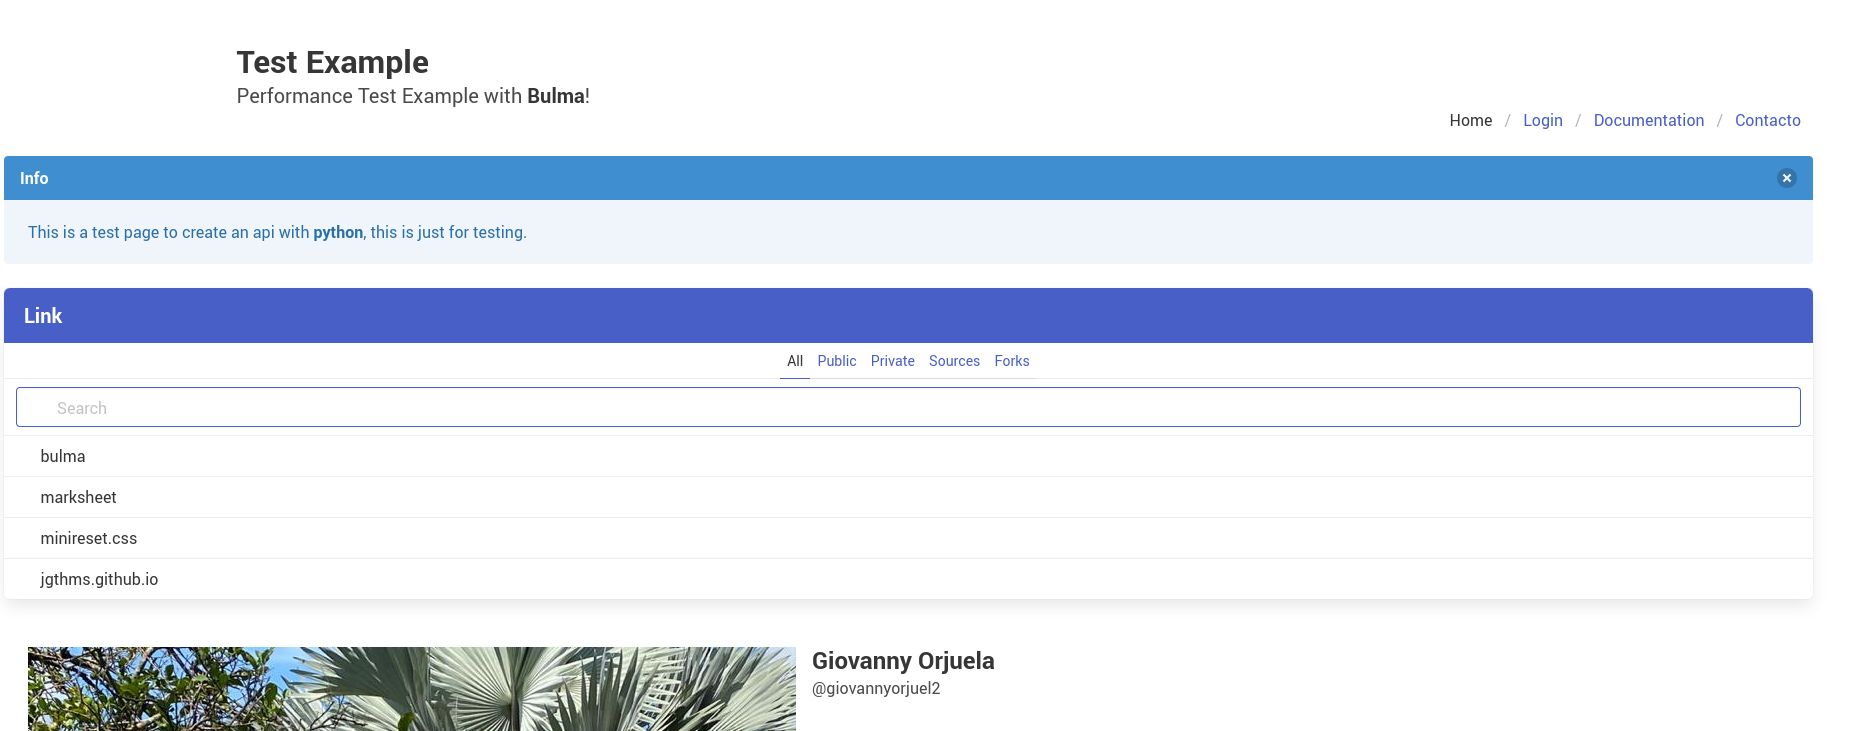 Test Example
Performance Test Example with Bulma!
Home / Login / Documentation / Contacto
Info
This is a test page to create an api with python, this is just for testing.
Link
All Public Private Sources Forks
Search
bulma
marksheet
minireset.css
jgthms.github.io
Giovanny Orjuela
@giovannyorjuel2